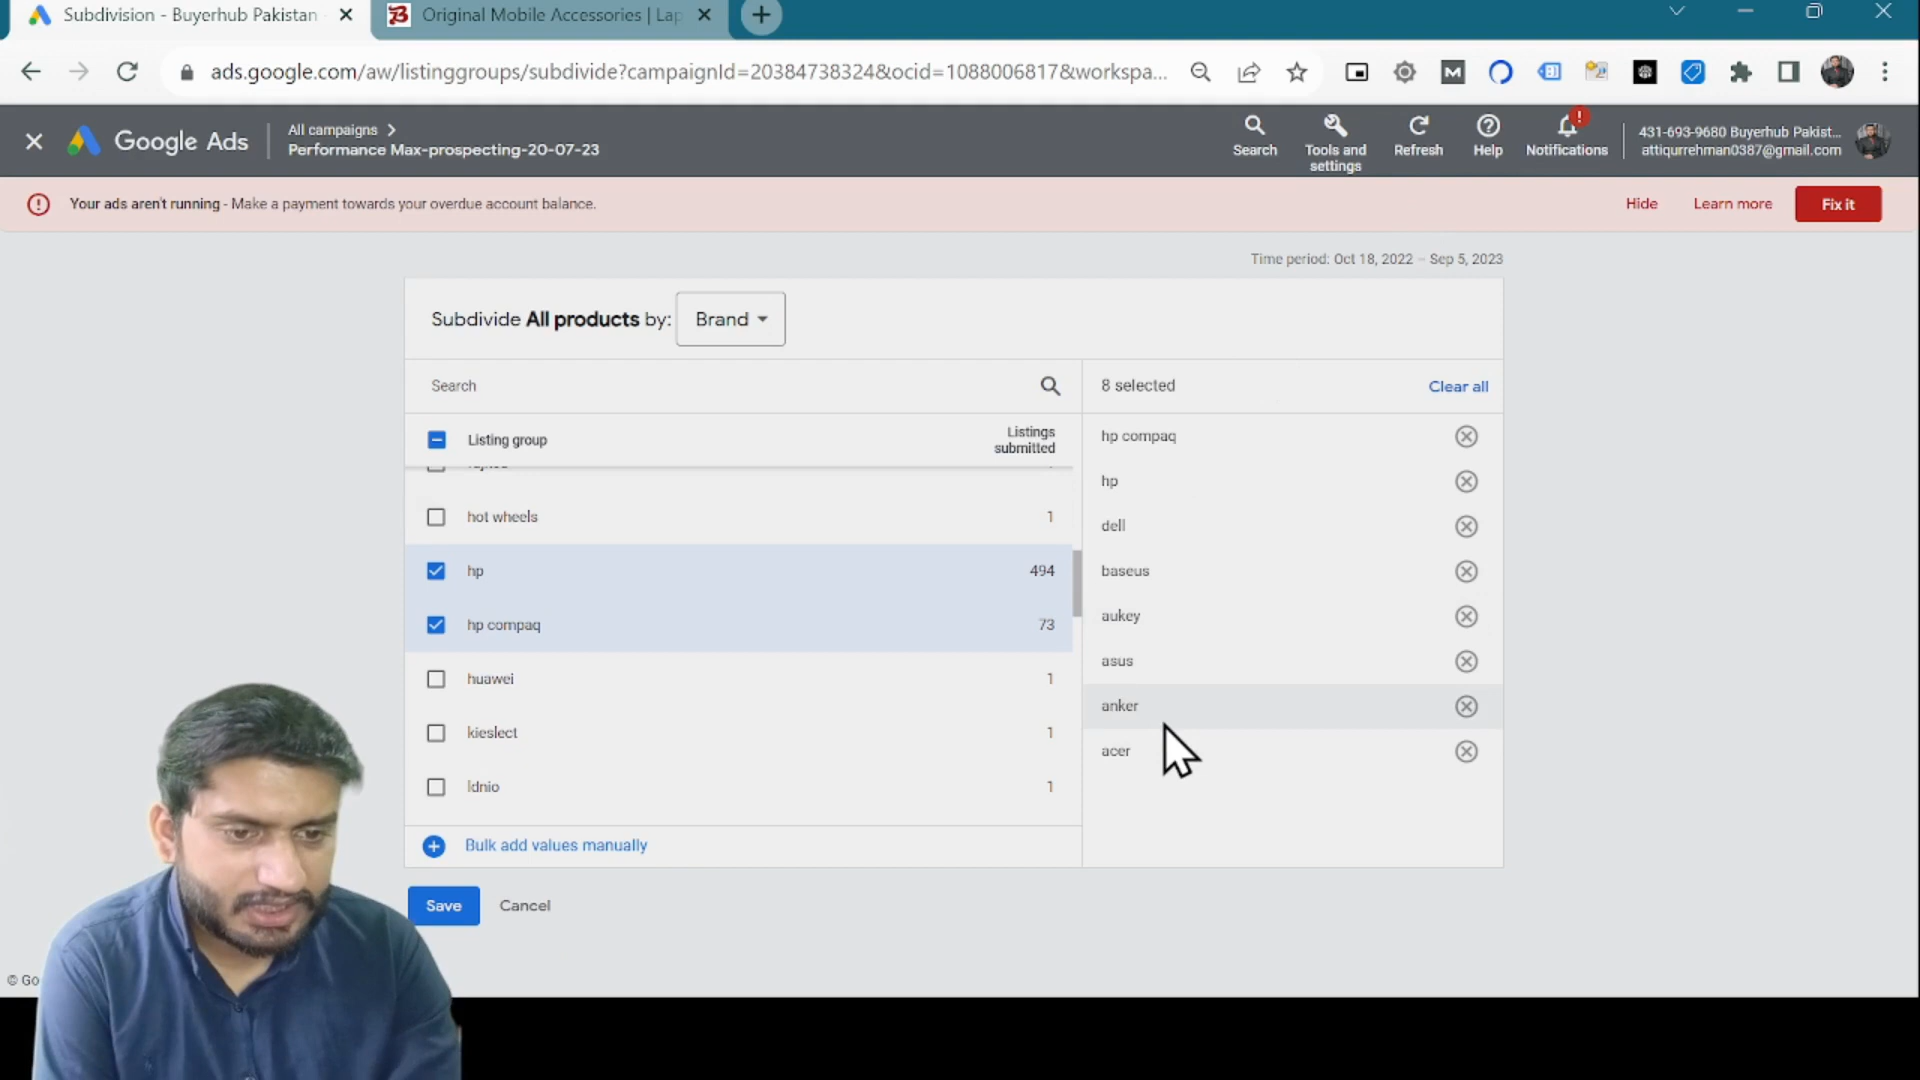 Subdivision - Buyerhub Pakistan
Original Mobile Accessories | Lap
ads.google.com/aw/listinggroups/subdivide?campaignId=20384738324&ocid=1088006817&workspa...
Google Ads
All campaigns
Performance Max-prospecting-20-07-23
Search
Tools and settings
Refresh
Help
Notifications
431-693-9680 Buyerhub Pakist...
attiqurrehman0387@gmail.com
Your ads aren't running - Make a payment towards your overdue account balance.
Hide
Learn more
Fix it
Time period: Oct 18, 2022 – Sep 5, 2023
Subdivide All products by: Brand
Search
8 selected
Clear all
Listing group
Listings submitted
hot wheels 1
hp 494
hp compaq 73
huawei 1
kieslect 1
ldnio 1
hp compaq
hp
dell
baseus
aukey
asus
anker
acer
Bulk add values manually
Save
Cancel
© Go